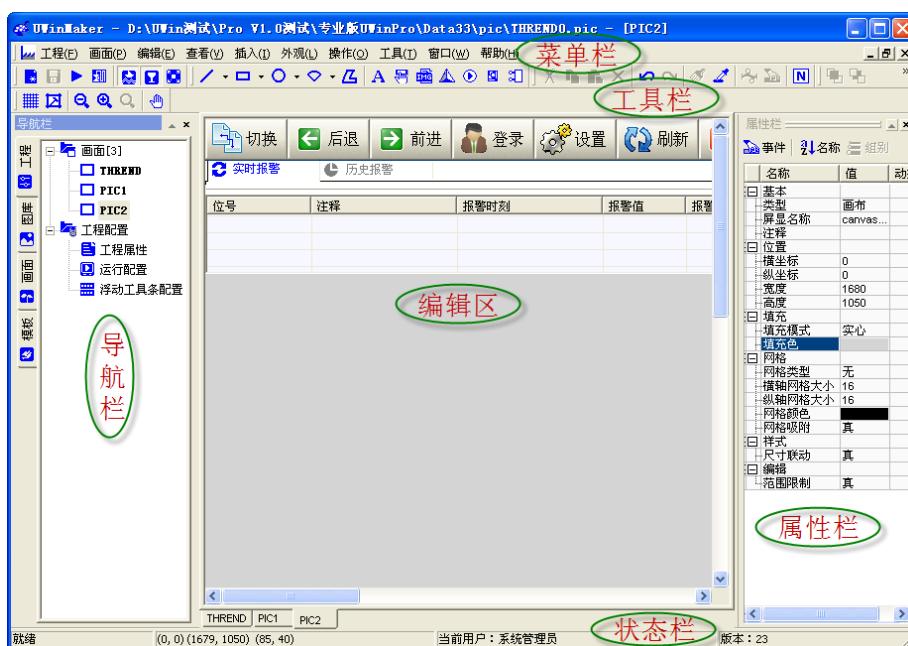 UWinMaker - D:\UWin测试\Pro V1.0测试\专业版UWinPro\Data33\pic\THREND0.pic - [PIC2]
工程(F) 画面(P) 编辑(E) 查看(V) 插入(I) 外观(L) 操作(O) 工具(T) 窗口(W) 帮助(H)
菜单栏
A
N
工具栏
导航栏
工程
图库
画面
模板
画面[3]
THREND
PIC1
PIC2
工程配置
工程属性
运行配置
浮动工具条配置
导航栏
切换 后退 前进 登录 设置 刷新
实时报警 历史报警
位号 注释 报警时刻 报警值 报警
编辑区
THREND PIC1 PIC2
属性栏
事件 名称 组别
名称 值 动
基本
类型 画布
屏显名称 canvas...
注释
位置
横坐标 0
纵坐标 0
宽度 1680
高度 1050
填充
填充模式 实心
填充色
网格
网格类型 无
横轴网格大小 16
纵轴网格大小 16
网格颜色
网格吸附 真
样式
尺寸联动 真
编辑
范围限制 真
属性栏
就绪 (0, 0) (1679, 1050) (85, 40) 当前用户：系统管理员 状态栏 版本：23